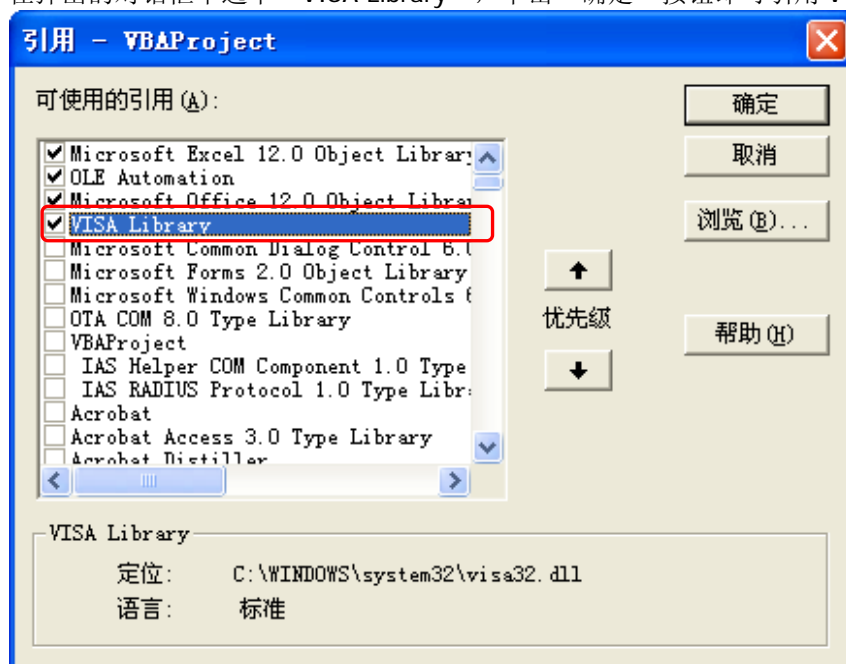 VISA Library
引用 - VBAProject
可使用的引用(A):
Microsoft Excel 12.0 Object Library
OLE Automation
Microsoft Office 12.0 Object Librar
VISA Library
Microsoft Common Dialog Control 6.0
Microsoft Forms 2.0 Object Library
Microsoft Windows Common Controls 6
OTA COM 8.0 Type Library
VBAProject
IAS Helper COM Component 1.0 Type
IAS RADIUS Protocol 1.0 Type Libr
Acrobat
Acrobat Access 3.0 Type Library
Acrobat Distiller
确定
取消
浏览(B)...
优先级
帮助(H)
VISA Library
定位: C:\WINDOWS\system32\visa32.dll
语言: 标准